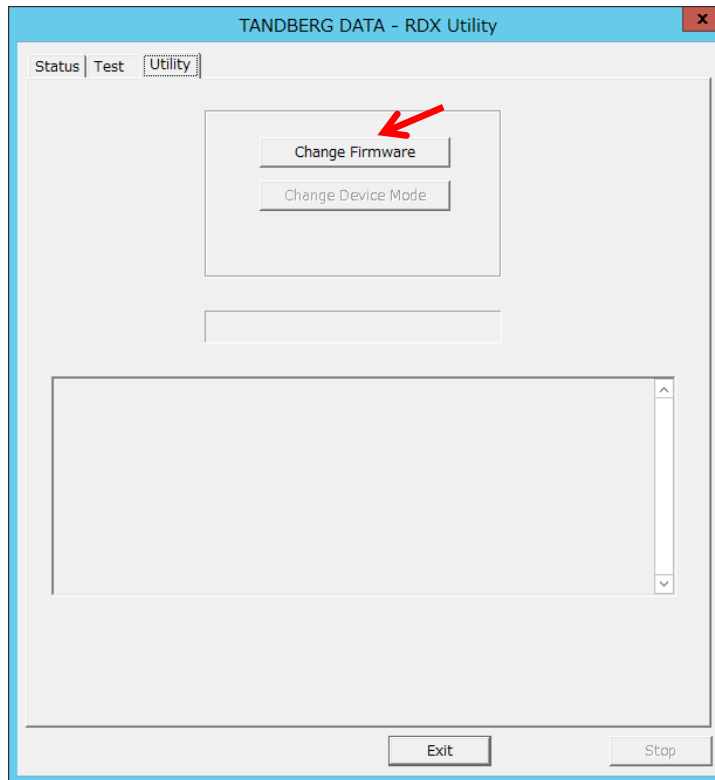 TANDBERG DATA - RDX Utility
x
Status Test Utility
Change Firmware
Change Device Mode
Exit Stop